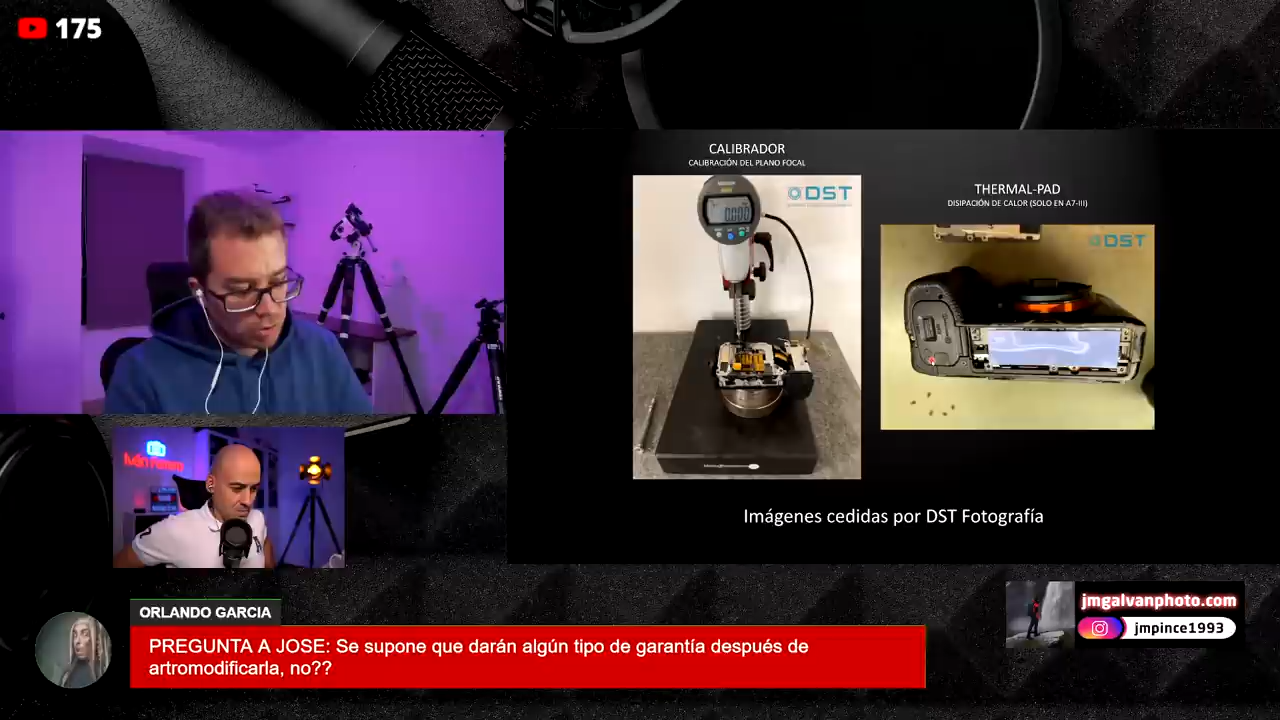 175
CALIBRADOR
CALIBRACIÓN DEL PLANO FOCAL
DST
0.000
THERMAL-PAD
DISIPACIÓN DE CALOR (SOLO EN A7-III)
DST
Imágenes cedidas por DST Fotografía
ORLANDO GARCIA
PREGUNTA A JOSE: Se supone que darán algún tipo de garantía después de
artromodificarla, no??
jmgalvanphoto.com
jmpince1993